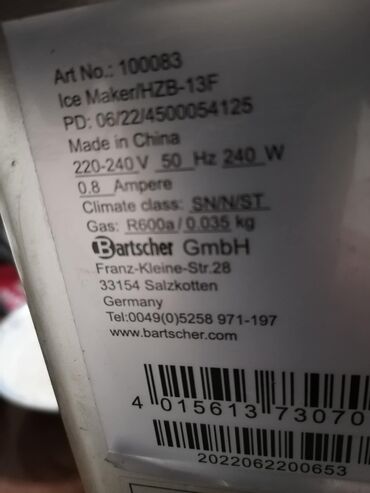 Art No.: 100083
Ice Maker/HZB-13F
PD: 06/22/4500054125
Made in China
220-240 V 50 Hz 240 W
0.8 Ampere
Climate class: SN/N/ST
Gas: R600a / 0.035 kg
Bartscher GmbH
Franz-Kleine-Str.28
33154 Salzkotten
Germany
Tel:0049(0)5258 971-197
www.bartscher.com
4 015613 73070
2022062200653